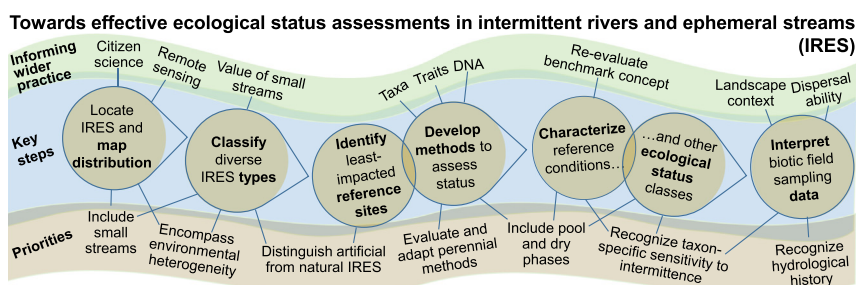 Towards effective ecological status assessments in intermittent rivers and ephemeral streams
(IRES)
Informing
wider
practice
Citizen
science
Remote
sensing
Value of small
streams
Taxa
Traits
DNA
Re-evaluate
benchmark concept
Landscape
context
Dispersal
ability
Key
steps
Locate
IRES and
map
distribution
Classify
diverse
IRES types
Identify
least-
impacted
reference
sites
Develop
methods to
assess
status
Characterize
reference
conditions...
...and other
ecological
status
classes
Interpret
biotic field
sampling
data
Priorities
Include
small
streams
Encompass
environmental
heterogeneity
Distinguish artificial
from natural IRES
Evaluate and
adapt perennial
methods
Include pool
and dry
phases
Recognize taxon-
specific sensitivity to
intermittence
Recognize
hydrological
history